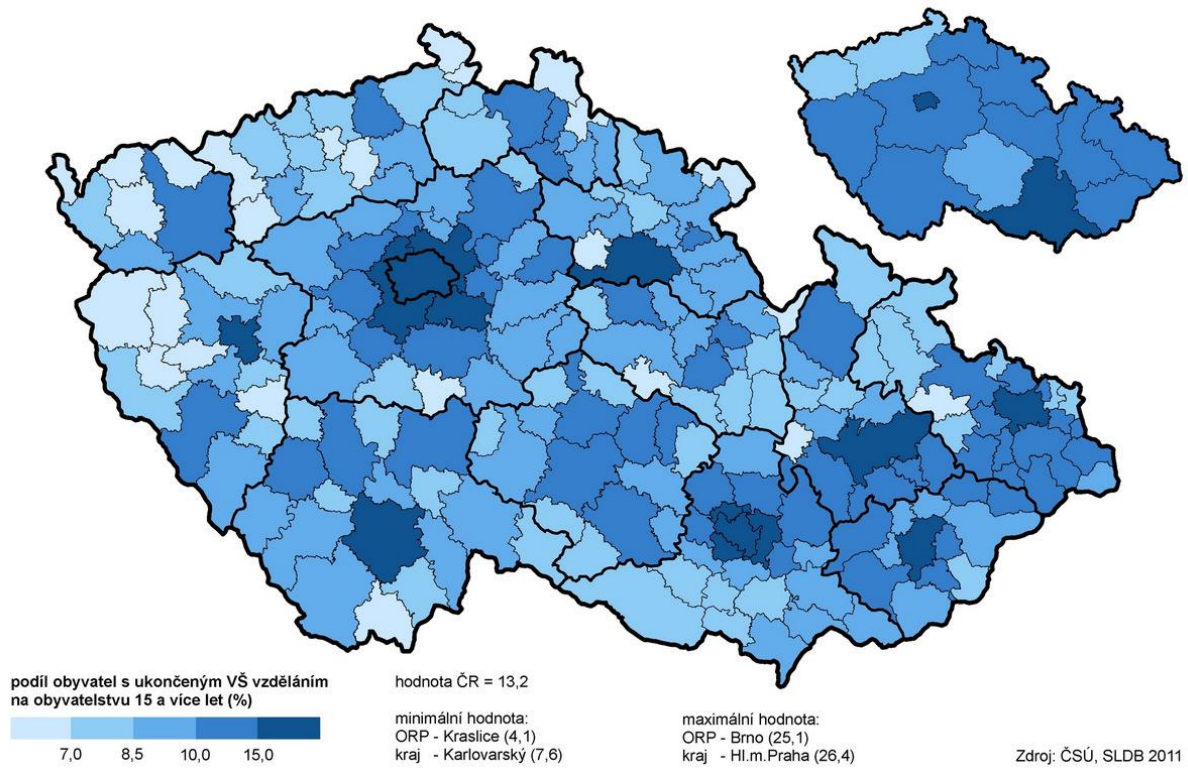 podíl obyvatel s ukončeným VŠ vzděláním
na obyvatelstvu 15 a více let (%)
7,0 8,5 10,0 15,0
hodnota ČR = 13,2
minimální hodnota:
ORP - Kraslice (4,1)
kraj - Karlovarský (7,6)
maximální hodnota:
ORP - Brno (25,1)
kraj - Hl.m.Praha (26,4)
Zdroj: ČSÚ, SLDB 2011